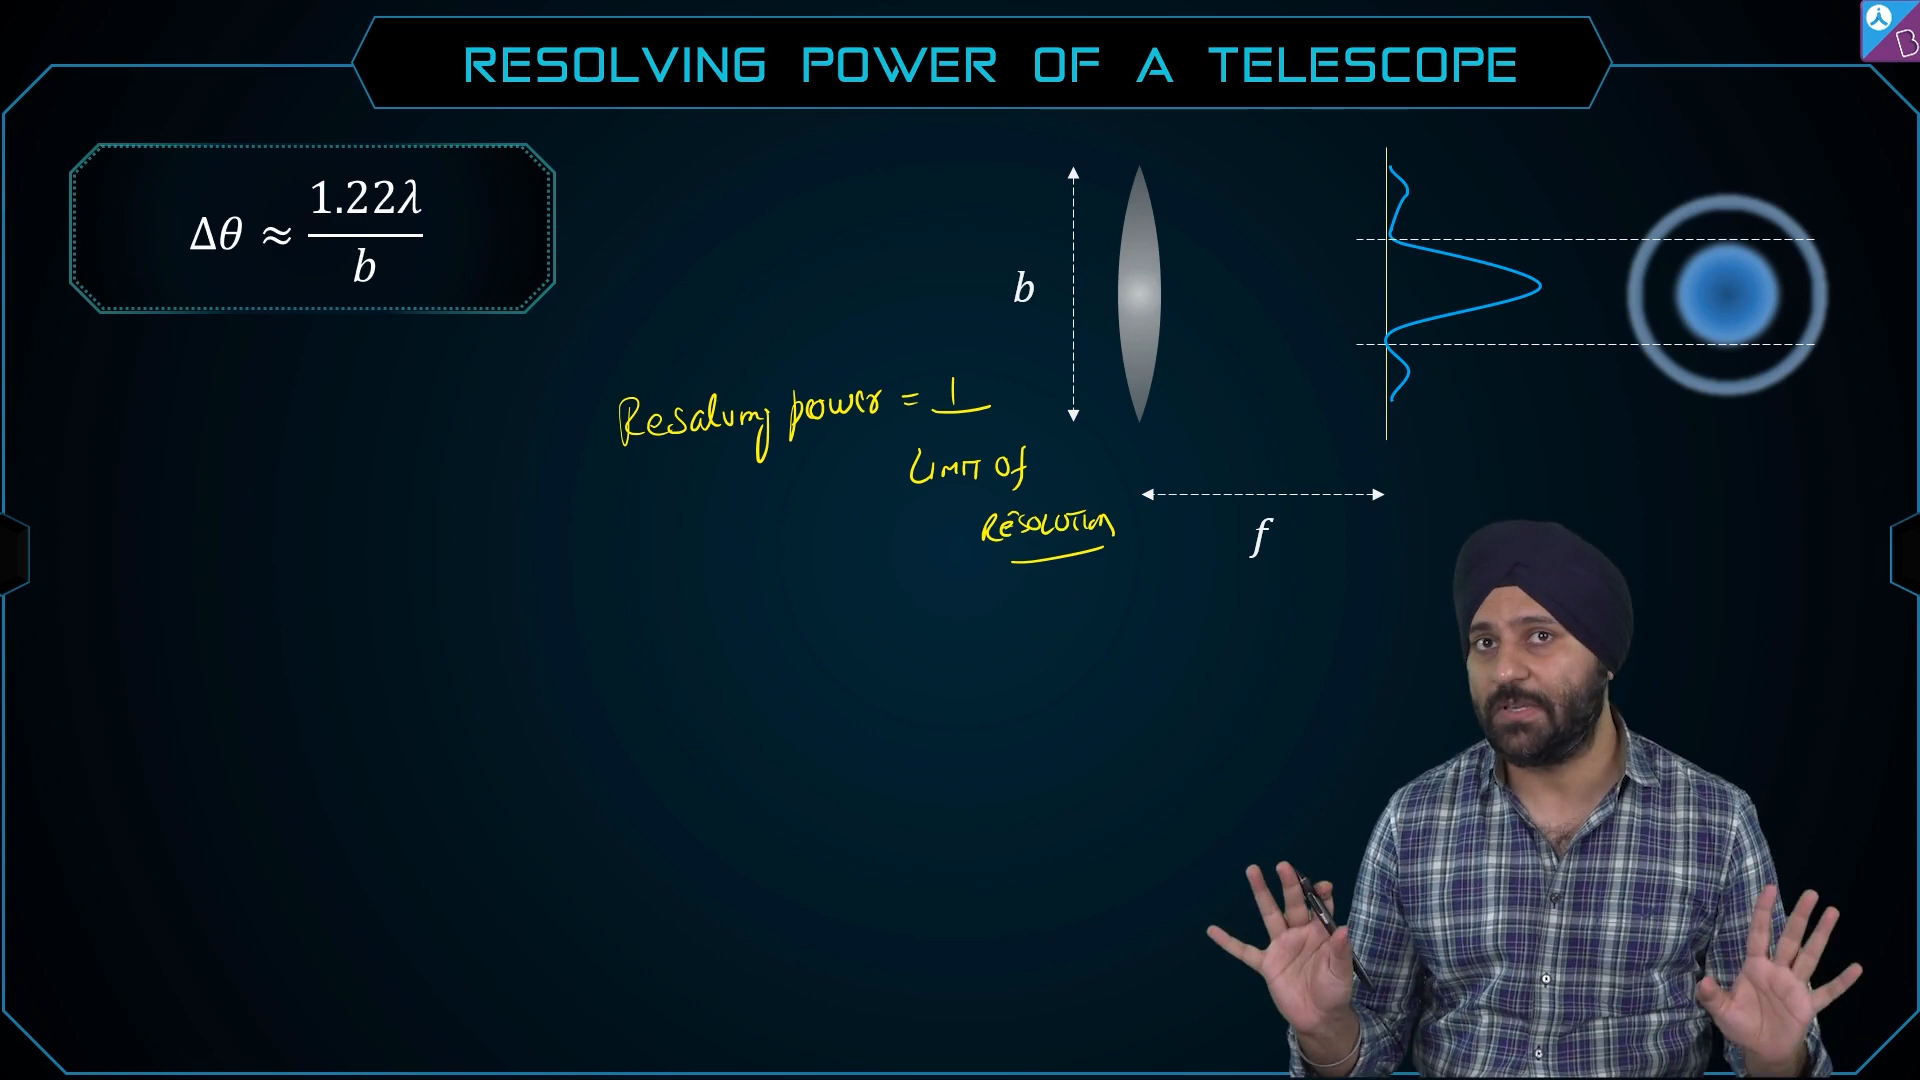 RESOLVING POWER OF A TELESCOPE
Δθ ≈ 1.22λ / b
b
Resolving power = 1
LIMIT OF
RESOLUTION
f
B